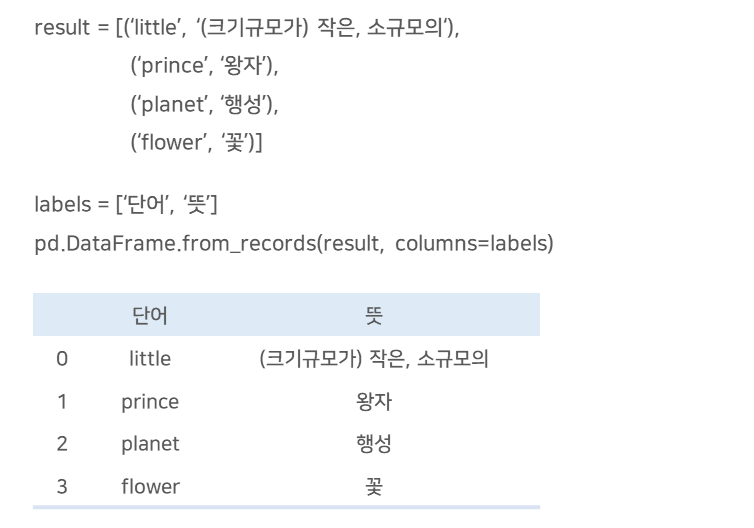 result = [(‘little’, ‘(크기규모가) 작은, 소규모의‘),
(‘prince’, ‘왕자’),
(‘planet’, ‘행성’),
(‘flower’, ‘꽃’)]
labels = [‘단어’, ‘뜻’]
pd.DataFrame.from_records(result, columns=labels)
단어 뜻
0 little (크기규모가) 작은, 소규모의
1 prince 왕자
2 planet 행성
3 flower 꽃